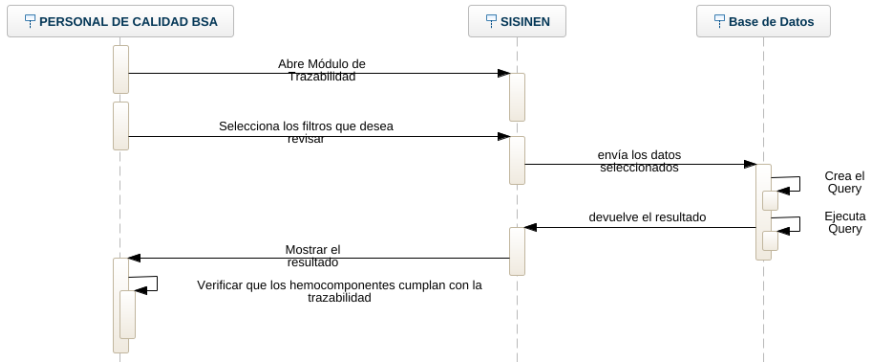 PERSONAL DE CALIDAD BSA
SISINEN
Base de Datos
Abre Módulo de
Trazabilidad
Selecciona los filtros que desea
revisar
envía los datos
seleccionados
Crea el
Query
Ejecuta
Query
devuelve el resultado
Mostrar el
resultado
Verificar que los hemocomponentes cumplan con la
trazabilidad